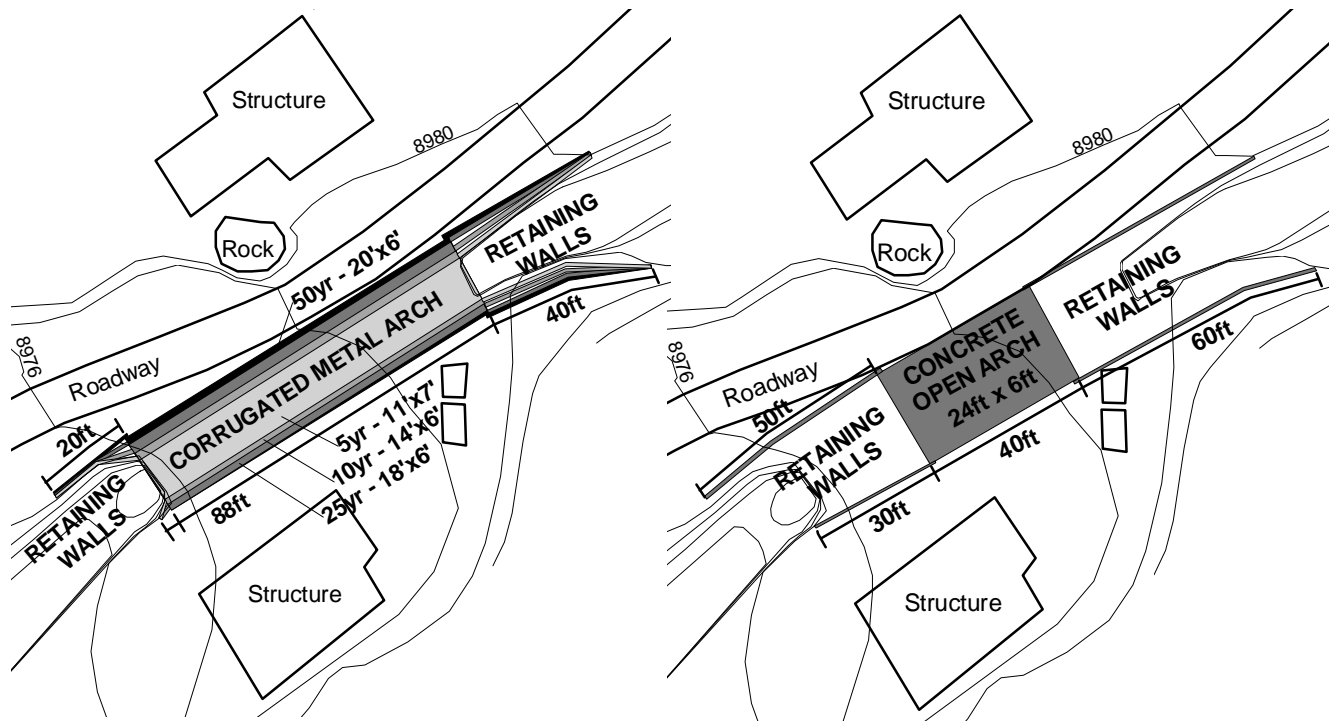 Structure
8980
Rock
50yr - 20'x6'
RETAINING
WALLS
40ft
8976
Roadway
CORRUGATED METAL ARCH
20ft
5yr - 11'x7'
10yr - 14'x6'
25yr - 18'x6'
88ft
RETAINING
WALLS
Structure
Structure
8980
Rock
RETAINING
WALLS
60ft
8976
Roadway
CONCRETE
OPEN ARCH
24ft x 6ft
50ft
40ft
RETAINING
WALLS
30ft
Structure